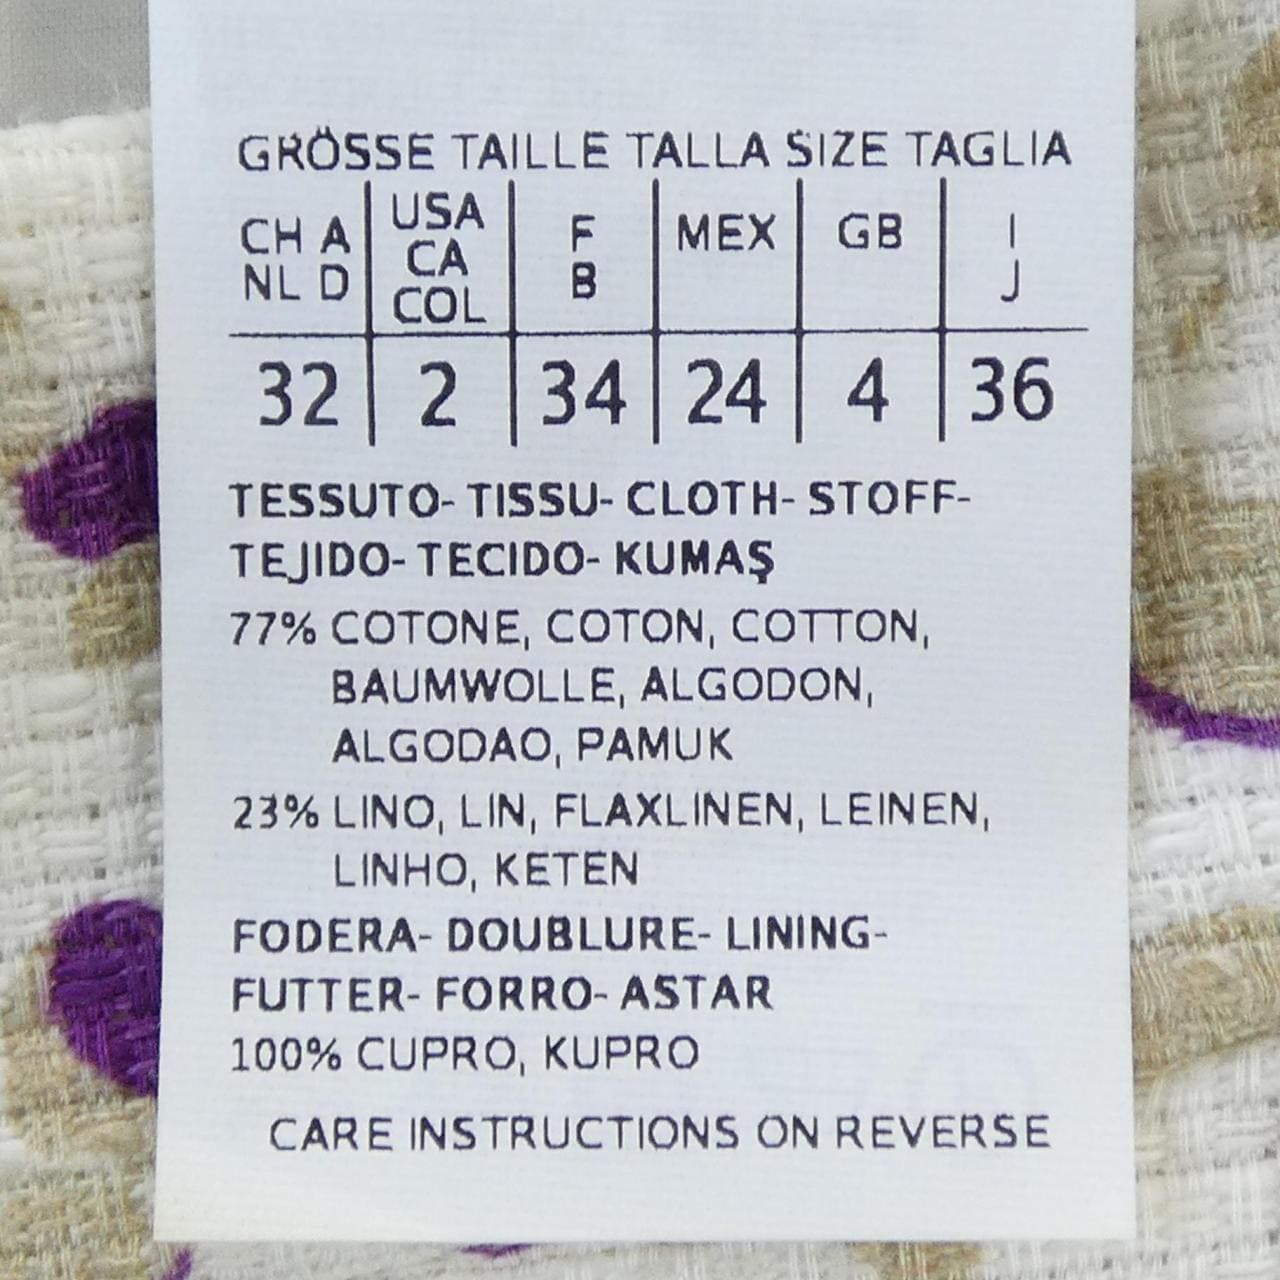 GRÖSSE TAILLE TALLA SIZE TAGLIA
CH A NL D | USA CA COL | F B | MEX | GB | I J
32 | 2 | 34 | 24 | 4 | 36
TESSUTO- TISSU- CLOTH- STOFF-
TEJIDO- TECIDO- KUMAŞ
77% COTONE, COTON, COTTON,
BAUMWOLLE, ALGODON,
ALGODAO, PAMUK
23% LINO, LIN, FLAXLINEN, LEINEN,
LINHO, KETEN
FODERA- DOUBLURE- LINING-
FUTTER- FORRO- ASTAR
100% CUPRO, KUPRO
CARE INSTRUCTIONS ON REVERSE